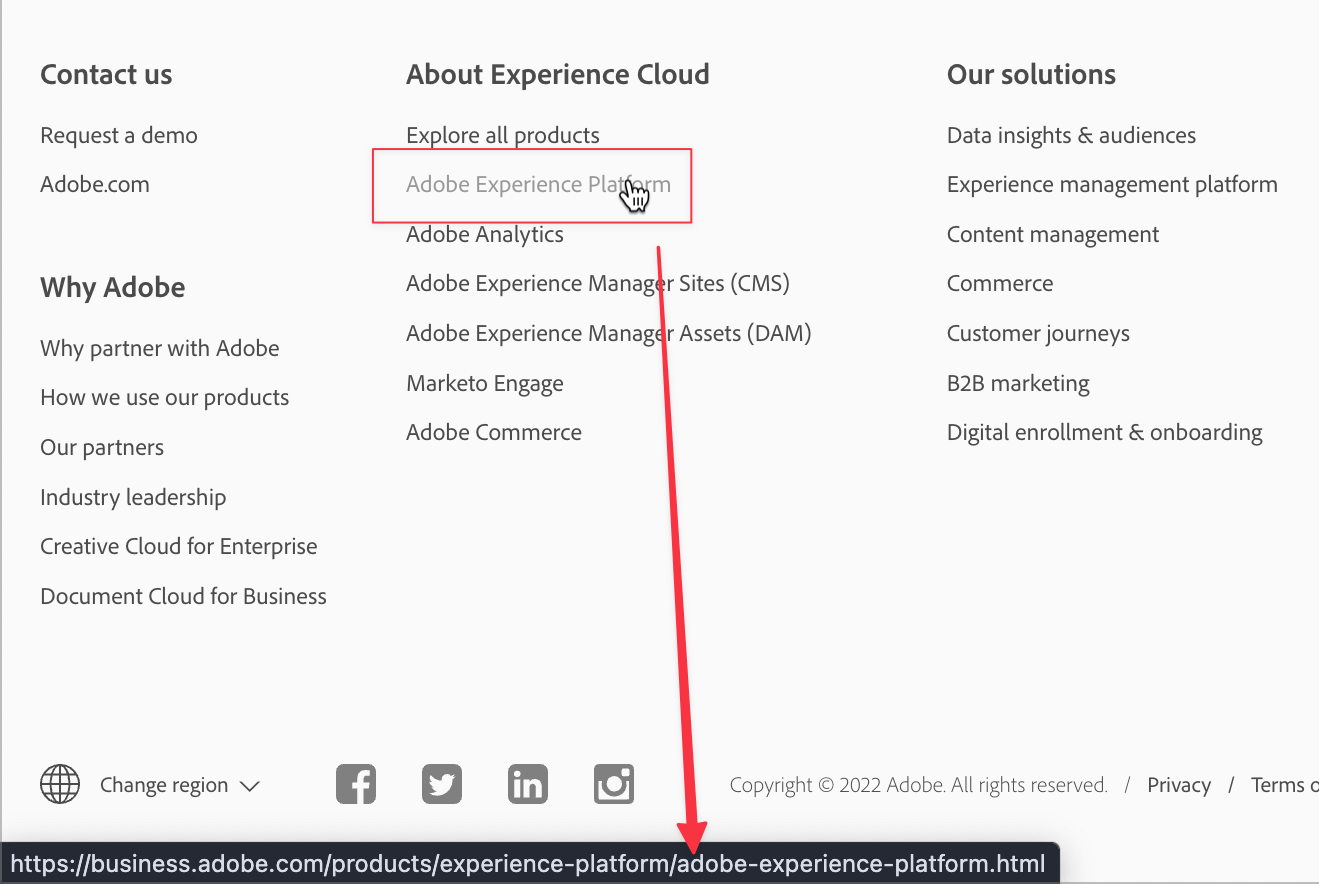 Contact us
Request a demo
Adobe.com
Why Adobe
Why partner with Adobe
How we use our products
Our partners
Industry leadership
Creative Cloud for Enterprise
Document Cloud for Business
About Experience Cloud
Explore all products
Adobe Experience Platform
Adobe Analytics
Adobe Experience Manager Sites (CMS)
Adobe Experience Manager Assets (DAM)
Marketo Engage
Adobe Commerce
Our solutions
Data insights & audiences
Experience management platform
Content management
Commerce
Customer journeys
B2B marketing
Digital enrollment & onboarding
Change region
Copyright © 2022 Adobe. All rights reserved. / Privacy / Terms o
https://business.adobe.com/products/experience-platform/adobe-experience-platform.html